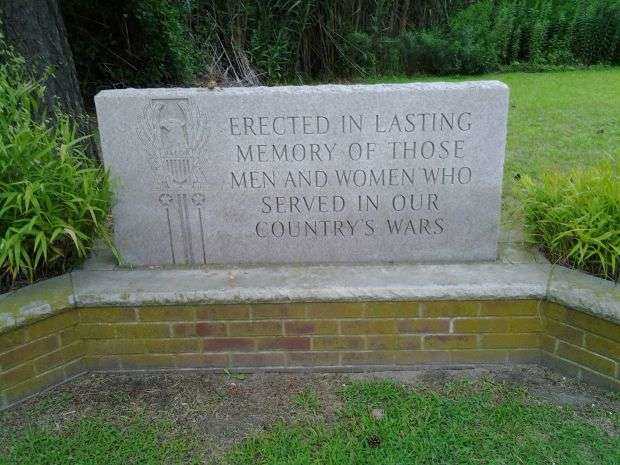 ERECTED IN LASTING
MEMORY OF THOSE
MEN AND WOMEN WHO
SERVED IN OUR
COUNTRY'S WARS